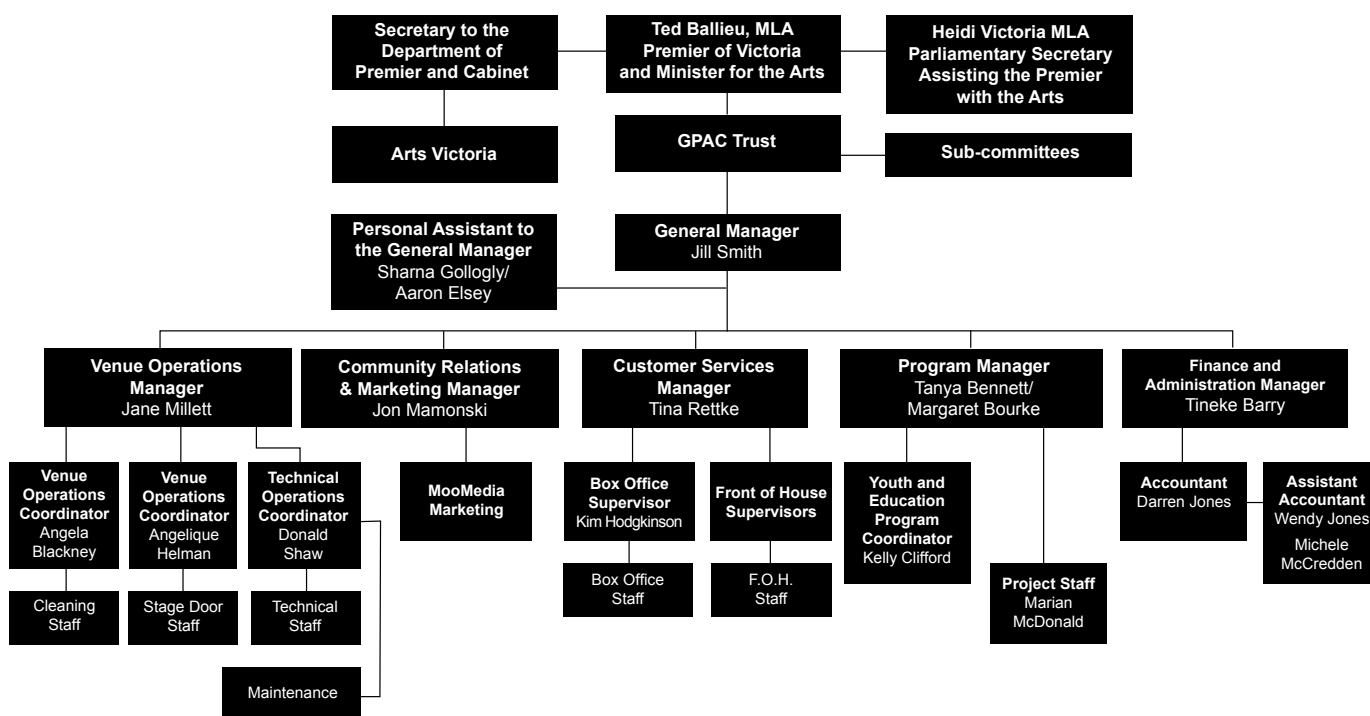 Secretary to the
Department of
Premier and Cabinet
Ted Ballieu, MLA
Premier of Victoria
and Minister for the Arts
Heidi Victoria MLA
Parliamentary Secretary
Assisting the Premier
with the Arts
Arts Victoria
GPAC Trust
Sub-committees
Personal Assistant to
the General Manager
Sharna Gollogly/
Aaron Elsey
General Manager
Jill Smith
Venue Operations
Manager
Jane Millett
Community Relations
& Marketing Manager
Jon Mamonski
Customer Services
Manager
Tina Rettke
Program Manager
Tanya Bennett/
Margaret Bourke
Finance and
Administration Manager
Tineke Barry
Venue
Operations
Coordinator
Angela
Blackney
Venue
Operations
Coordinator
Angelique
Helman
Technical
Operations
Coordinator
Donald
Shaw
MooMedia
Marketing
Box Office
Supervisor
Kim Hodgkinson
Front of House
Supervisors
Youth and
Education
Program
Coordinator
Kelly Clifford
Accountant
Darren Jones
Assistant
Accountant
Wendy Jones
Michele
McCredden
Cleaning
Staff
Stage Door
Staff
Technical
Staff
Box Office
Staff
F.O.H.
Staff
Project Staff
Marian
McDonald
Maintenance